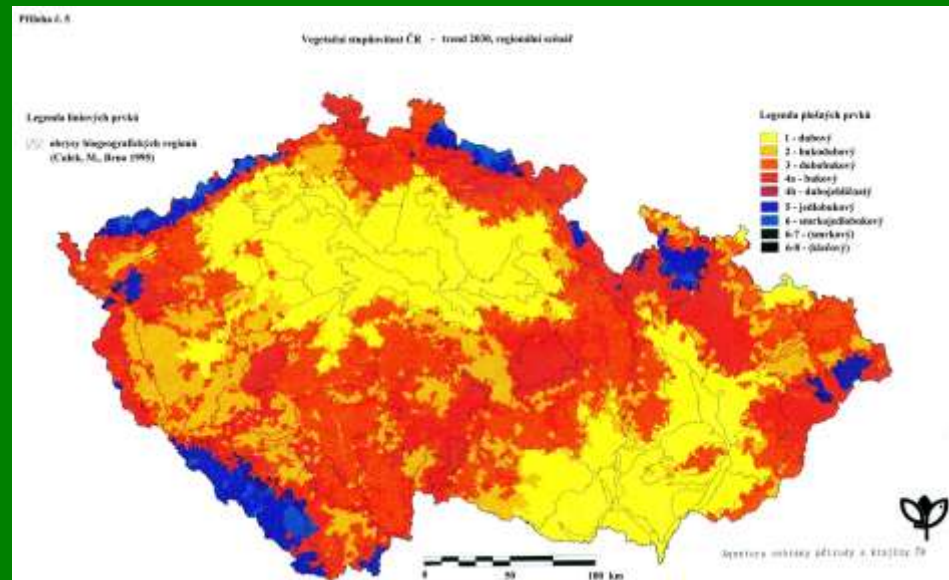 Příloha č. 5
Vegetační stupňovitost ČR - trend 2030, regionální scénář
Legenda liniových prvků
obrysy biogeografických regionů
(Culek, M., Brno 1995)
Legenda plošných prvků
1 - dubový
2 - bukodubový
3 - dubobukový
4a - bukový
4b - dubojehličnatý
5 - jedlobukový
6 - smrkojedlobukový
6-7 - (smrkový)
6-8 - (klečový)
0 50 100 km
Agentura ochrany přírody a krajiny ČR